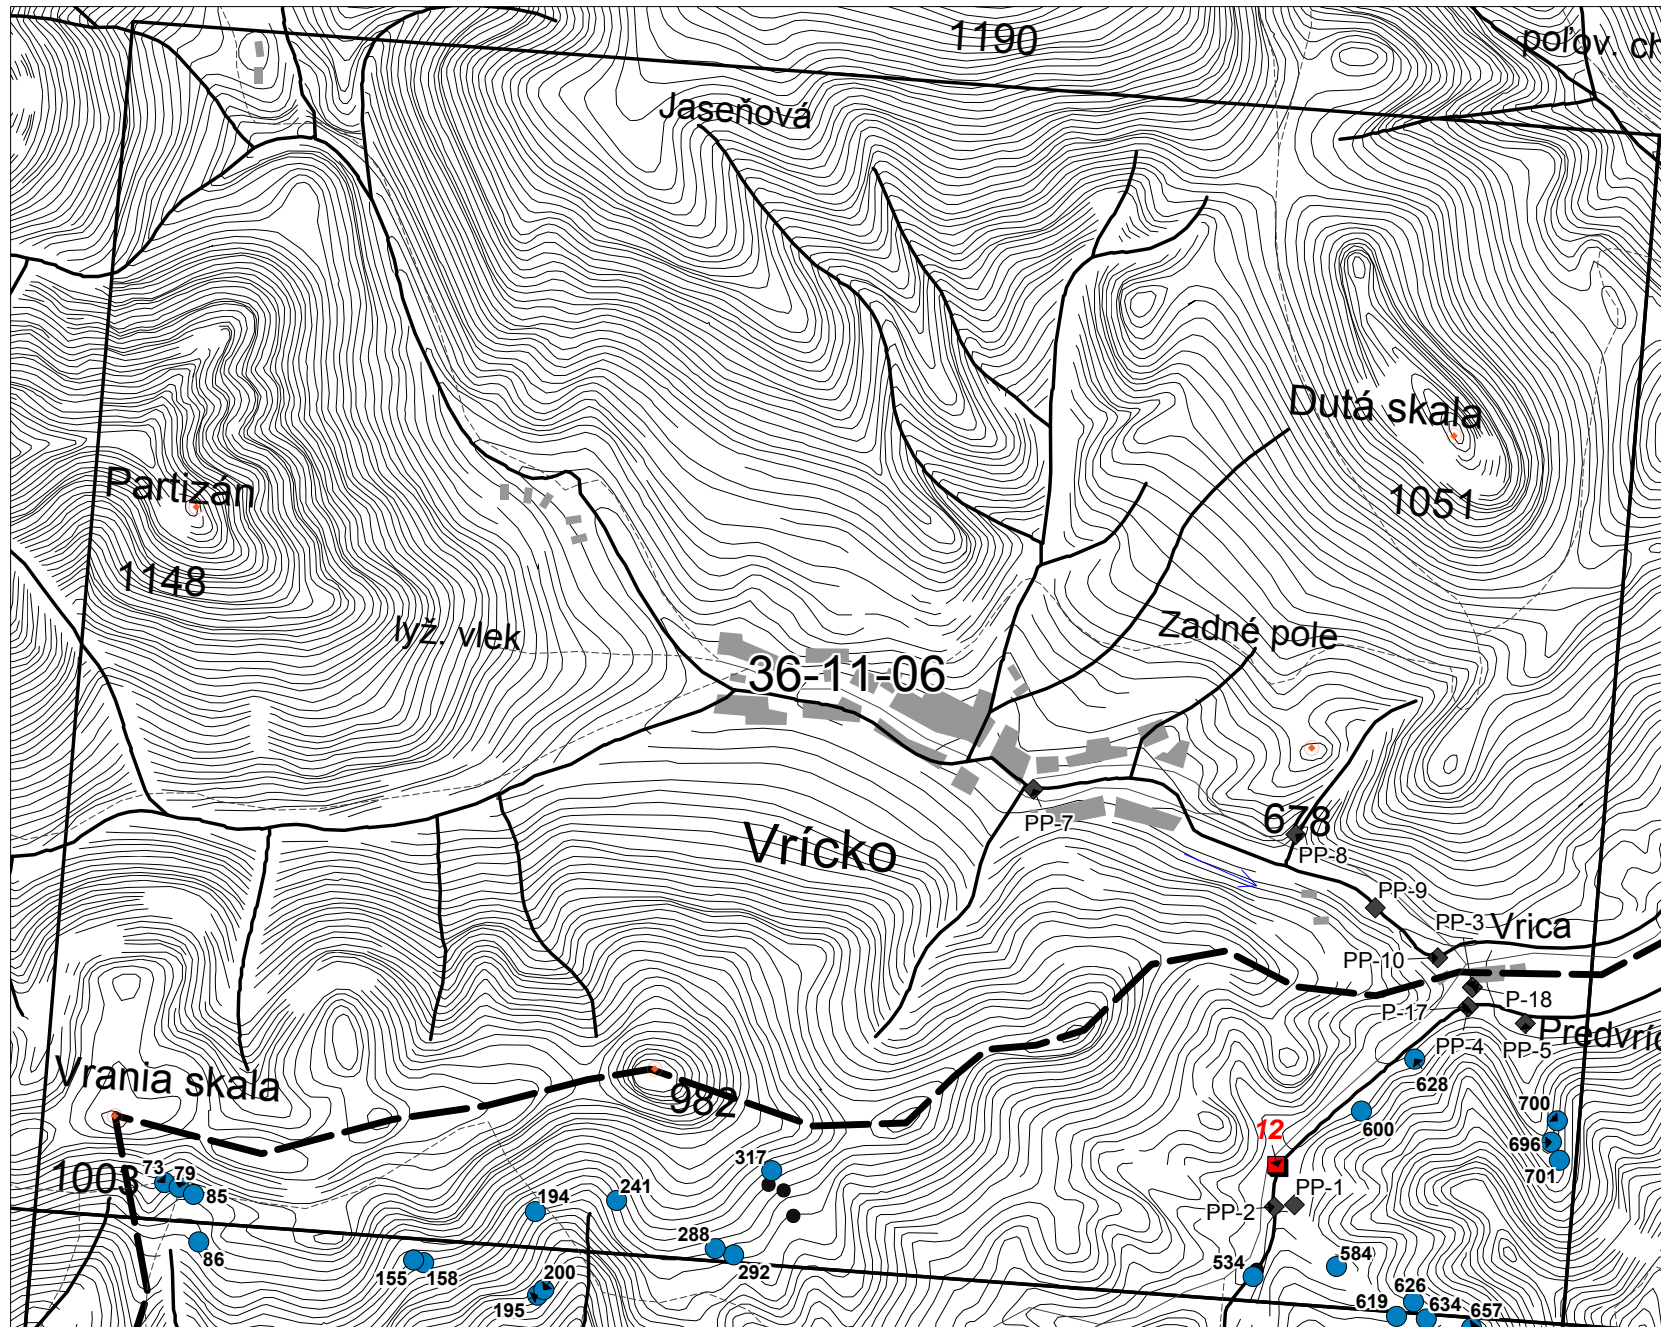 1190
poľov. ch
Jaseňová
Dutá skala
1051
Partizán
1148
lyž. vlek
Zadné pole
36-11-06
PP-7
678
PP-8
Vrícko
PP-9
PP-3
Vrica
PP-10
P-18
P-17
Predvríc
PP-4
PP-5
628
Vrania skala
982
700
600
12
696
317
701
1003
73
79
85
PP-1
241
194
PP-2
288
86
292
584
534
155
158
200
626
195
619
634
657